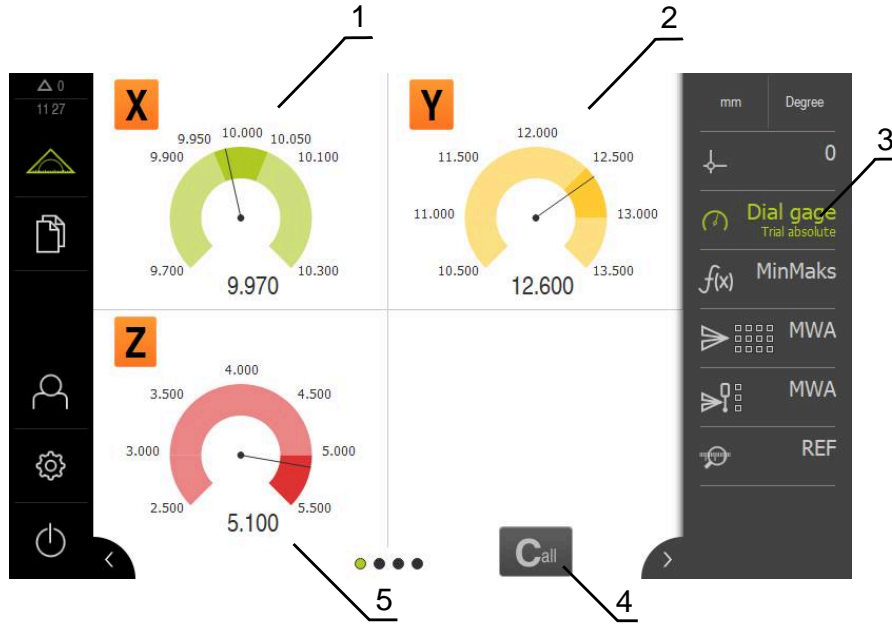 1
2
3
4
5
0
11 27
X
9.700
9.900
9.950
10.000
10.050
10.100
10.300
9.970
Y
10.500
11.000
11.500
12.000
12.500
13.000
13.500
12.600
Z
2.500
3.000
3.500
4.000
4.500
5.000
5.500
5.100
Call
mm Degree
0
Dial gage
Trial absolute
f(x) MinMaks
MWA
MWA
REF